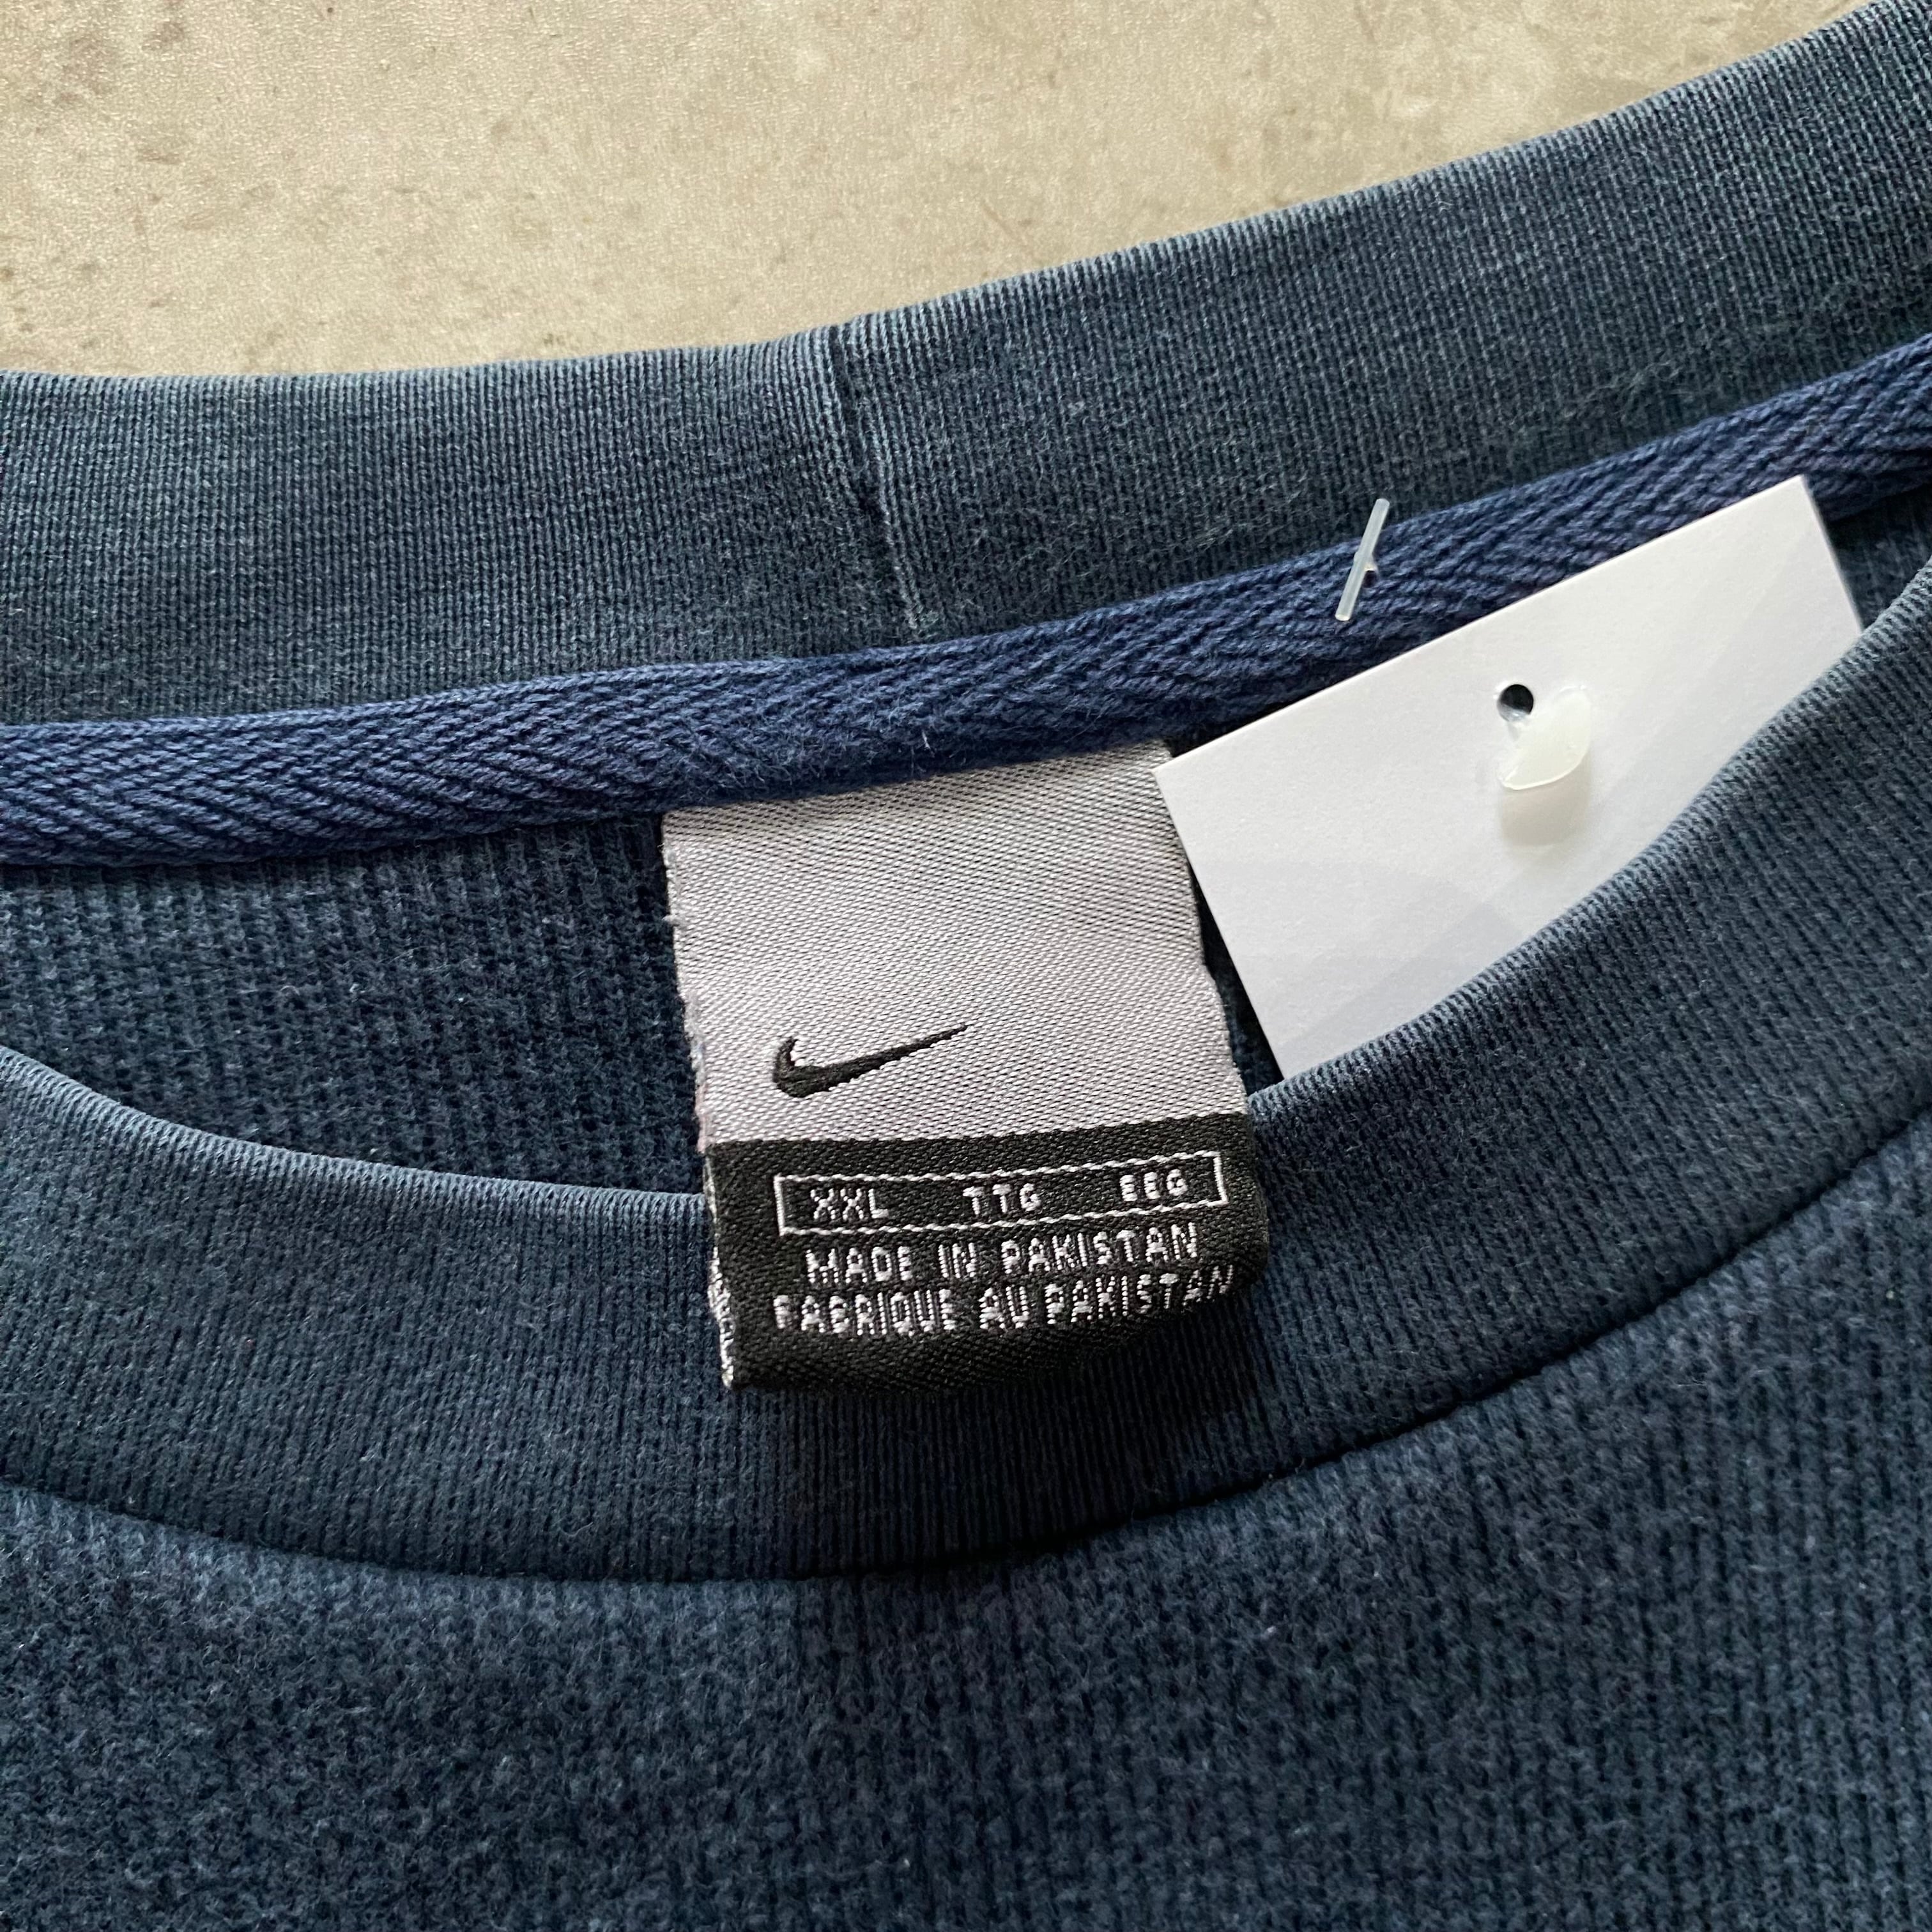 XXL TTG EEG
MADE IN PAKISTAN
FABRIQUE AU PAKISTAN